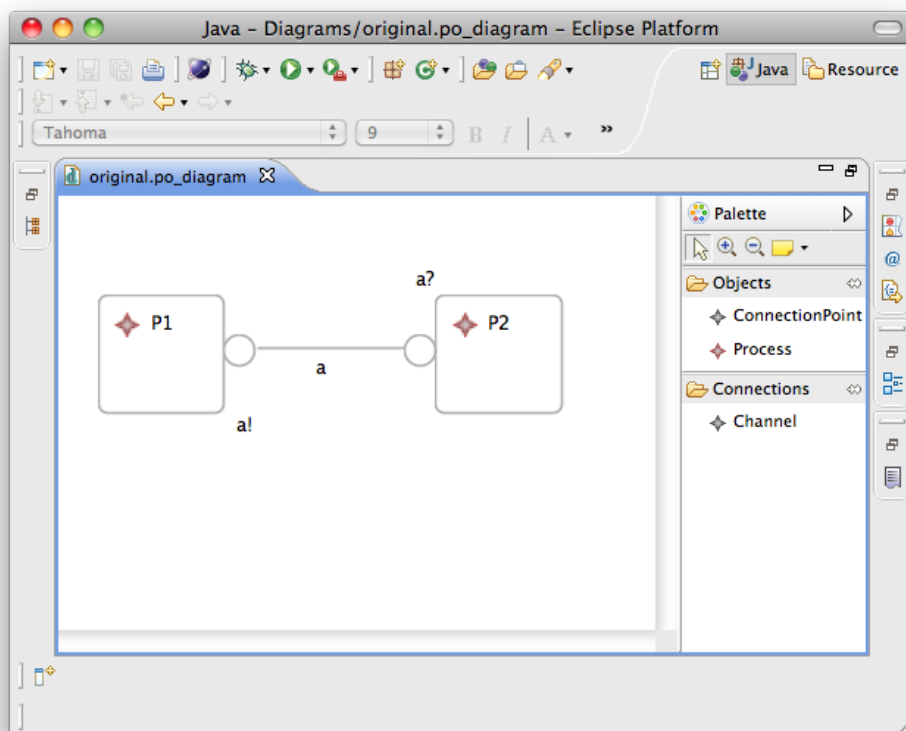 Java – Diagrams/original.po_diagram – Eclipse Platform
Java
Resource
Tahoma
9
B I A
original.po_diagram
Palette
a?
Objects
P1
P2
ConnectionPoint
Process
a
Connections
a!
Channel